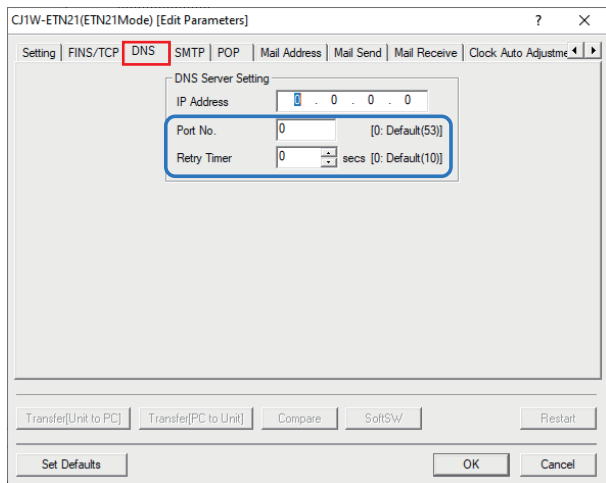 CJ1W-ETN21(ETN21Mode) [Edit Parameters] ? ×
Setting FINS/TCP DNS SMTP POP Mail Address Mail Send Mail Receive Clock Auto Adjustme
DNS Server Setting
IP Address 0 . 0 . 0 . 0
Port No. 0 [0: Default(53)]
Retry Timer 0 secs [0: Default(10)]
Transfer[Unit to PC] Transfer[PC to Unit] Compare SoftSW Restart
Set Defaults OK Cancel